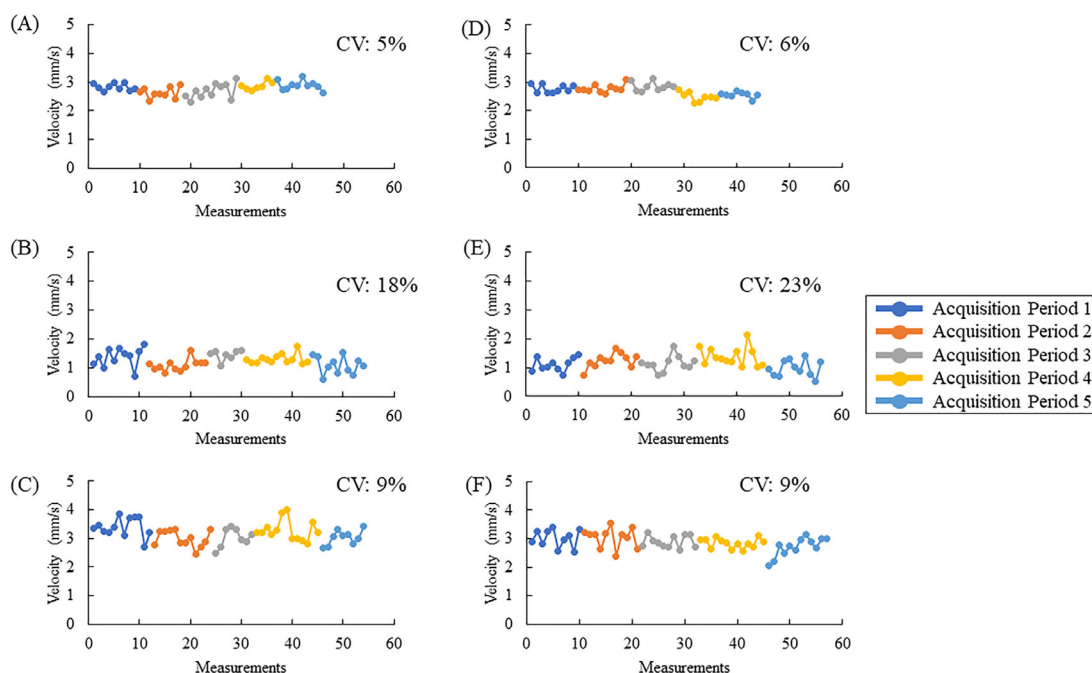 (A)
CV: 5%
Velocity (mm/s)
5
4
3
2
1
0
0 10 20 30 40 50 60
Measurements
(D)
CV: 6%
Velocity (mm/s)
5
4
3
2
1
0
0 10 20 30 40 50 60
Measurements
(B)
CV: 18%
Velocity (mm/s)
5
4
3
2
1
0
0 10 20 30 40 50 60
Measurements
(E)
CV: 23%
Velocity (mm/s)
5
4
3
2
1
0
0 10 20 30 40 50 60
Measurements
Acquisition Period 1
Acquisition Period 2
Acquisition Period 3
Acquisition Period 4
Acquisition Period 5
(C)
CV: 9%
Velocity (mm/s)
5
4
3
2
1
0
0 10 20 30 40 50 60
Measurements
(F)
CV: 9%
Velocity (mm/s)
5
4
3
2
1
0
0 10 20 30 40 50 60
Measurements